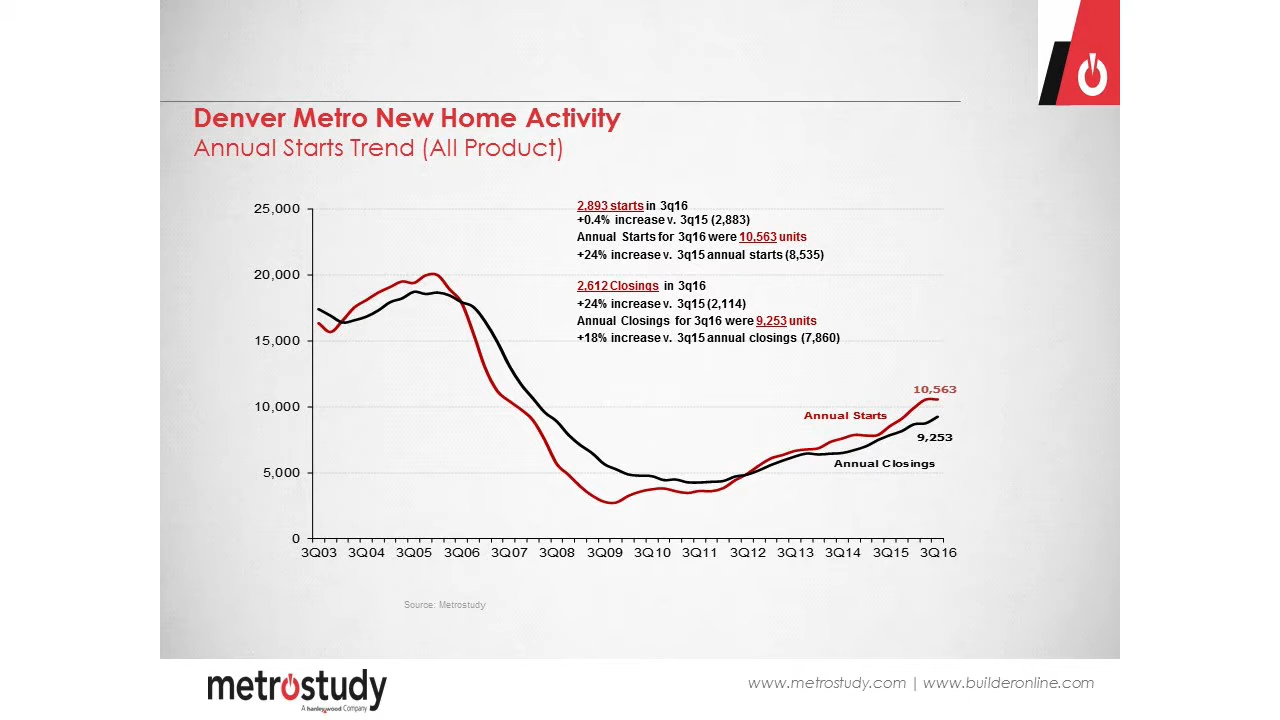 Denver Metro New Home Activity
Annual Starts Trend (All Product)
2,893 starts in 3q16
+0.4% increase v. 3q15 (2,883)
Annual Starts for 3q16 were 10,563 units
+24% increase v. 3q15 annual starts (8,535)
2,612 Closings in 3q16
+24% increase v. 3q15 (2,114)
Annual Closings for 3q16 were 9,253 units
+18% increase v. 3q15 annual closings (7,860)
25,000
20,000
15,000
10,000
5,000
0
10,563
Annual Starts
9,253
Annual Closings
3Q03 3Q04 3Q05 3Q06 3Q07 3Q08 3Q09 3Q10 3Q11 3Q12 3Q13 3Q14 3Q15 3Q16
Source: Metrostudy
metrostudy
A hanleywood Company
www.metrostudy.com | www.builderonline.com